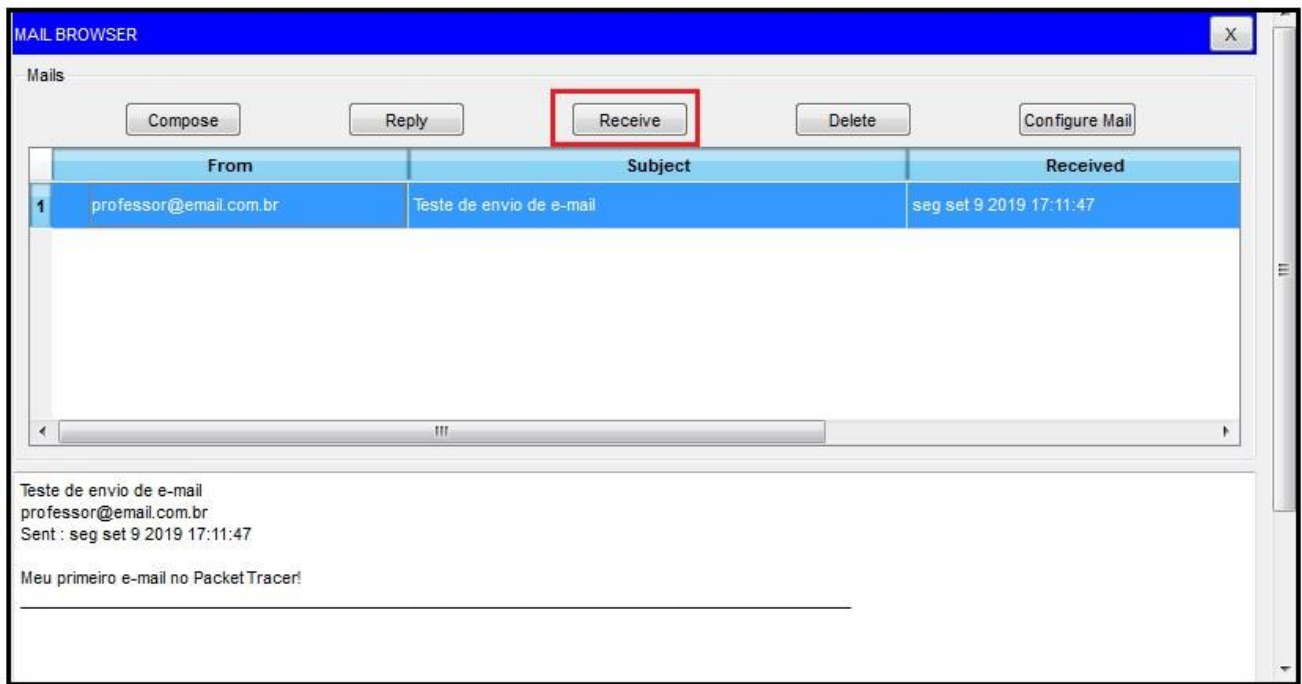 MAIL BROWSER X
Mails
Compose Reply Receive Delete Configure Mail
From Subject Received
1 professor@email.com.br Teste de envio de e-mail seg set 9 2019 17:11:47
Teste de envio de e-mail
professor@email.com.br
Sent : seg set 9 2019 17:11:47
Meu primeiro e-mail no Packet Tracer!